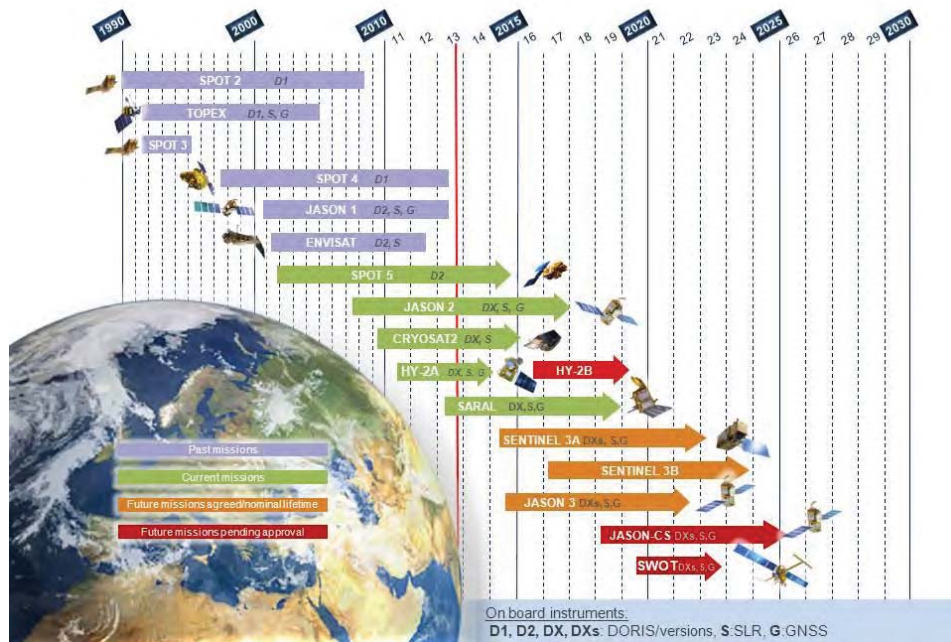 1990
2000
2010
11
12
13
14
2015
16
17
18
19
2020
21
22
23
24
2025
26
27
28
29
2030
SPOT 2 D1
TOPEX D1, S, G
SPOT 3
SPOT 4 D1
JASON 1 D2, S, G
ENVISAT D2, S
SPOT 5 D2
JASON 2 DX, S, G
CRYOSAT2 DX, S
HY-2A DX, S, G
HY-2B
SARAL DX,S,G
SENTINEL 3A DXs, S,G
Past missions
SENTINEL 3B
Current missions
JASON 3 DXs,S,G
Future missions agreed/nominal lifetime
JASON-CS DXs,S,G
Future missions pending approval
SWOT DXs,S,G
On board instruments:
D1, D2, DX, DXs: DORIS/versions, S:SLR, G:GNSS